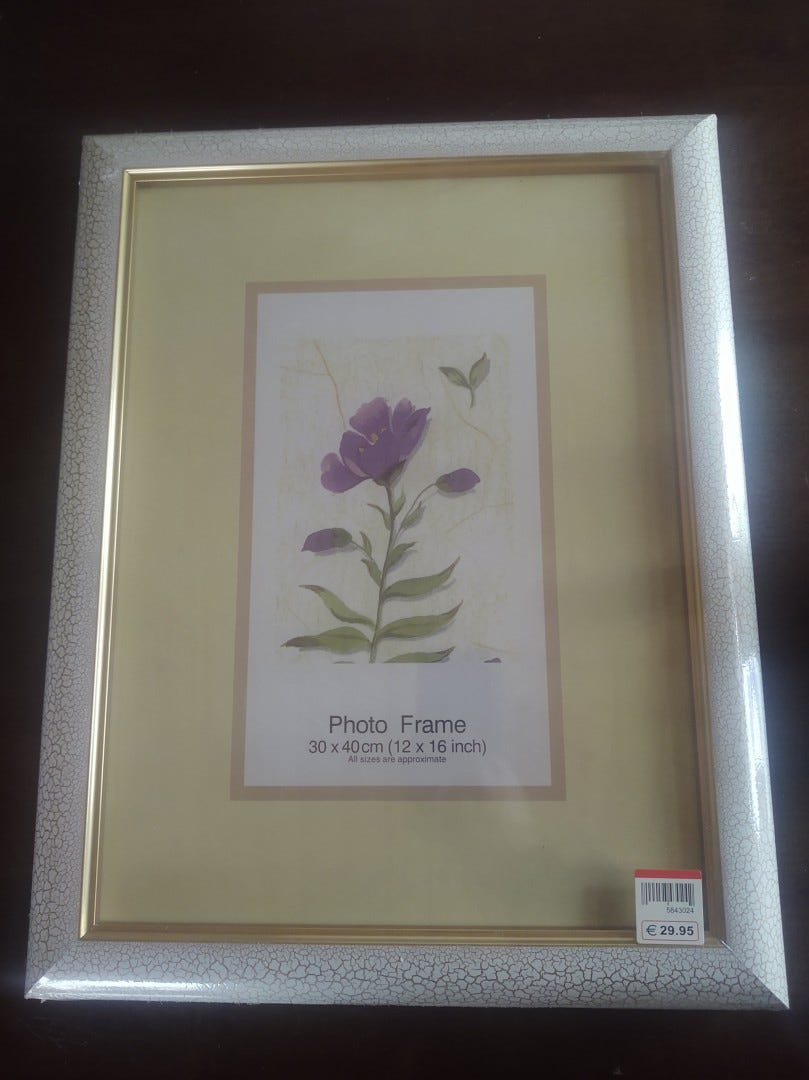 Photo Frame
30 x 40cm (12 x 16 inch)
All sizes are approximate
5843024
€ 29.95